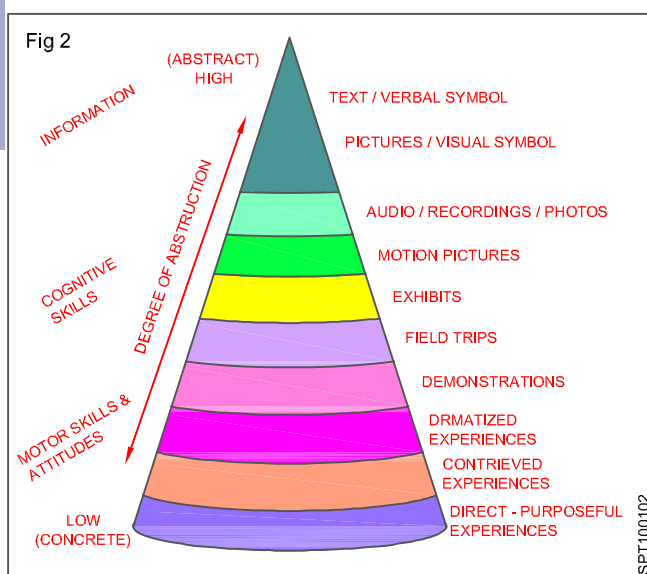 Fig 2
(ABSTRACT)
HIGH
INFORMATION
TEXT / VERBAL SYMBOL
PICTURES / VISUAL SYMBOL
DEGREE OF ABSTRUCTION
AUDIO / RECORDINGS / PHOTOS
MOTION PICTURES
COGNITIVE
SKILLS
EXHIBITS
FIELD TRIPS
DEMONSTRATIONS
MOTOR SKILLS &
ATTITUDES
DRMATIZED
EXPERIENCES
CONTRIEVED
EXPERIENCES
LOW
(CONCRETE)
DIRECT - PURPOSEFUL
EXPERIENCES
SPT100102